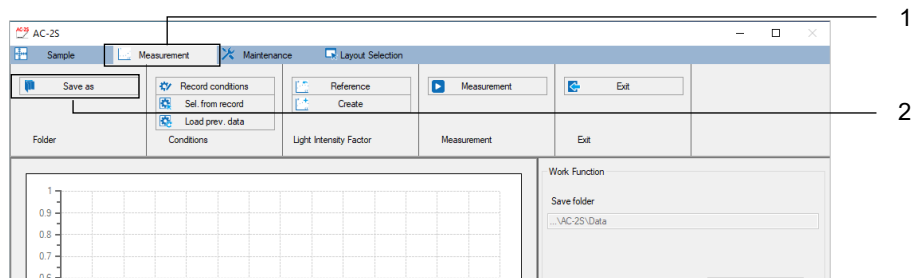 1
AC-2S AC-2S
Sample Measurement Maintenance Layout Selection
Save as Record conditions Reference Measurement Exit
Sel. from record Create
2
Load prev. data
Folder Conditions Light Intensity Factor Measurement Exit
Work Function
1
Save folder
0.9
...\AC-2S\Data
0.8
0.7
0.6